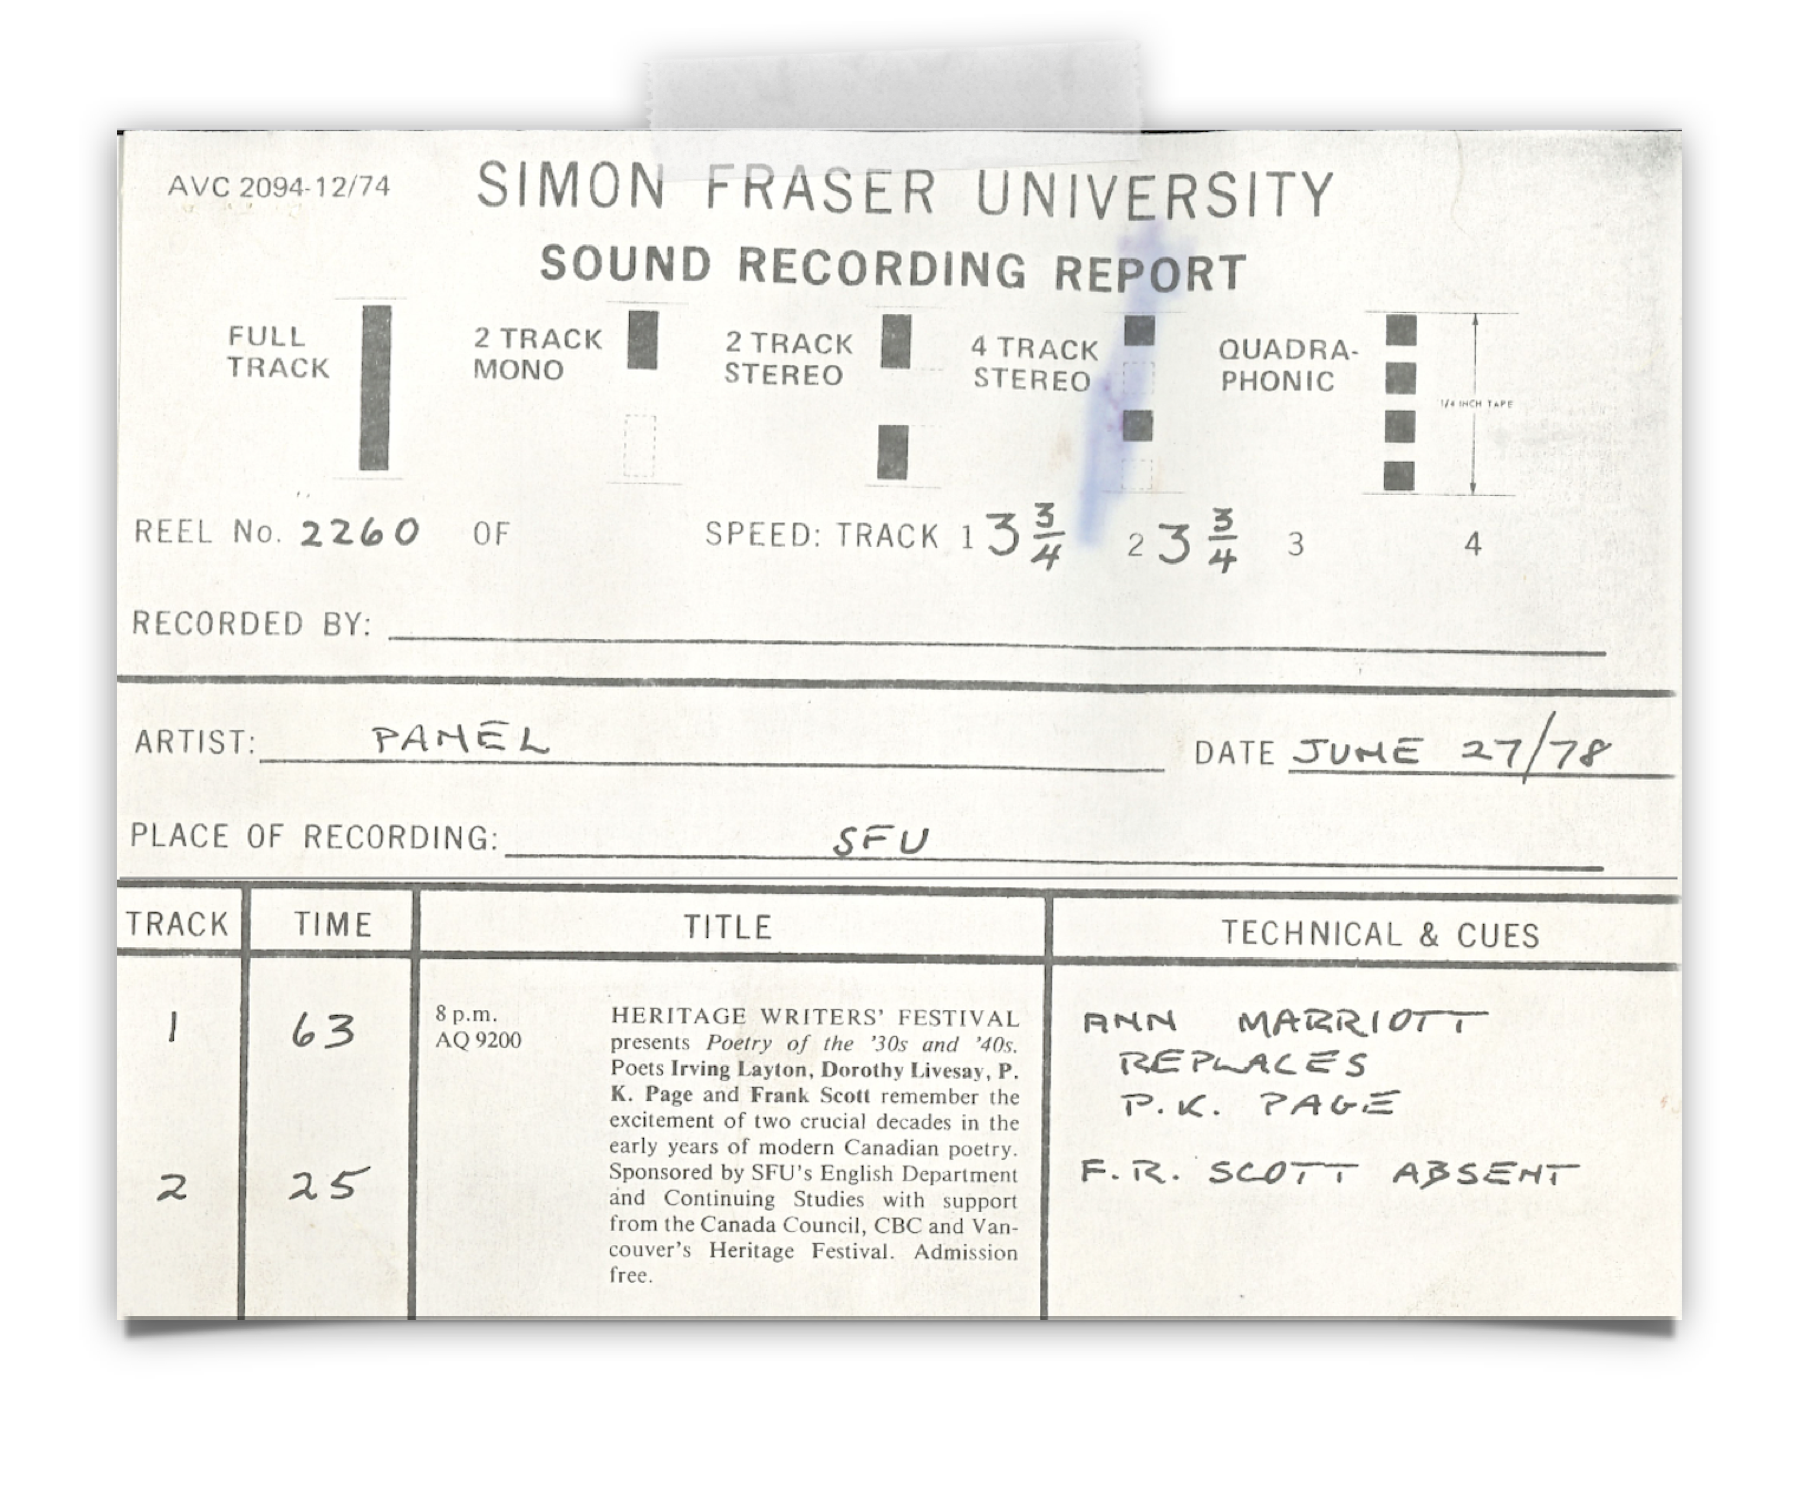 AVC 2094-12/74
SIMON FRASER UNIVERSITY
SOUND RECORDING REPORT
FULL TRACK
2 TRACK MONO
2 TRACK STEREO
4 TRACK STEREO
QUADRA-PHONIC
1/4 INCH TAPE
REEL No. 2260 OF SPEED: TRACK 1 3 3/4 2 3 3/4 3 4
RECORDED BY:
ARTIST: PANEL DATE JUNE 27/78
PLACE OF RECORDING: SFU
TRACK TIME TITLE TECHNICAL & CUES
1 63
8 p.m.
AQ 9200
HERITAGE WRITERS' FESTIVAL
presents Poetry of the '30s and '40s.
Poets Irving Layton, Dorothy Livesay, P.
K. Page and Frank Scott remember the
excitement of two crucial decades in the
early years of modern Canadian poetry.
Sponsored by SFU's English Department
and Continuing Studies with support
from the Canada Council, CBC and Van-
couver's Heritage Festival. Admission
free.
ANN MARRIOTT
REPLACES
P.K. PAGE
2 25
F.R. SCOTT ABSENT